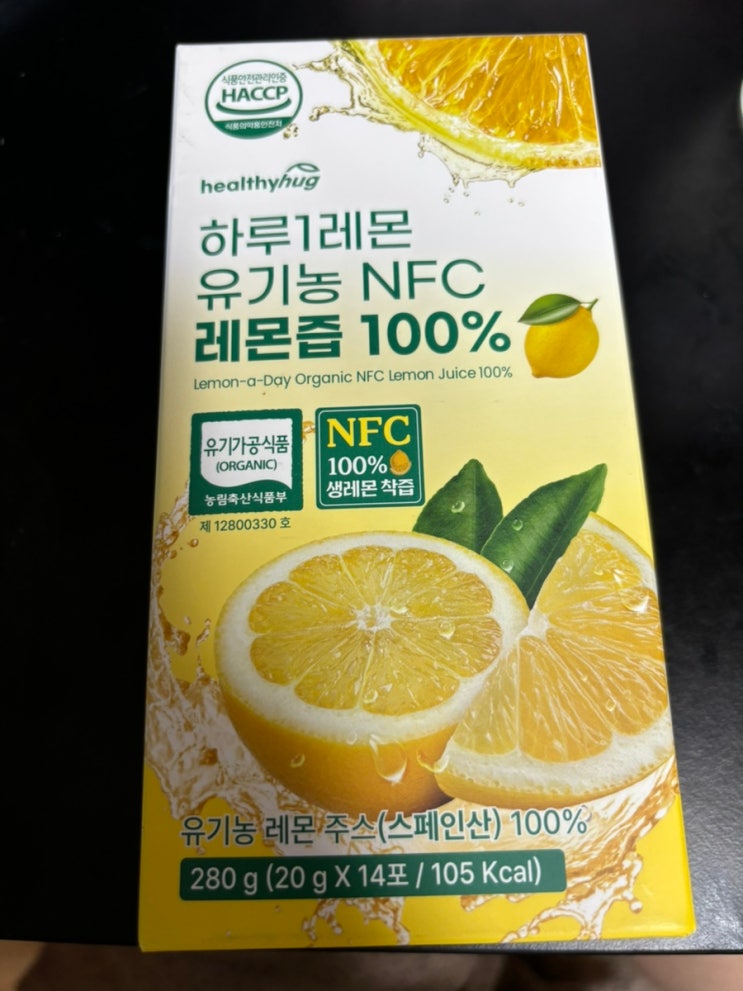 식품안전관리인증
HACCP
식품의약품안전처
healthyhug
하루1레몬
유기농 NFC
레몬즙 100%
Lemon-a-Day Organic NFC Lemon Juice 100%
유기가공식품
(ORGANIC)
농림축산식품부
제 12800330 호
NFC
100%
생레몬 착즙
유기농 레몬 주스(스페인산) 100%
280 g (20 g X 14포 / 105 Kcal)